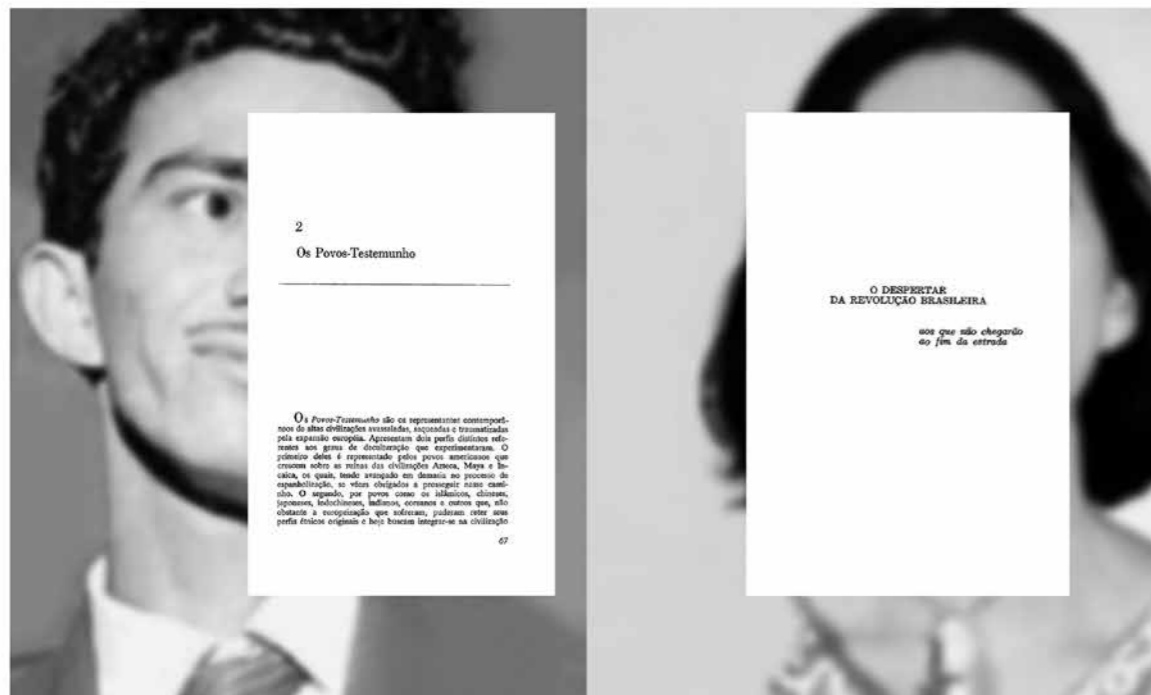 2
Os Povos-Testemunho
Os Povos-Testemunho são os representantes contemporâ-
neos de altas civilizações avassaladas, saqueadas e traumatizadas
pela expansão européia. Apresentam dois perfis distintos refe-
rentes aos graus de deculturação que experimentaram. O
primeiro deles é representado pelos povos americanos que
crescem sobre as ruínas das civilizações Azteca, Maya e In-
caica, os quais, tendo avançado em demasia no processo de
espanholização, se vêem obrigados a prosseguir nesse cami-
nho. O segundo, por povos como os islâmicos, chineses,
japoneses, indochineses, indianos, coreanos e outros que, não
obstante a europeização que sofreram, puderam reter seus
perfis étnicos originais e hoje buscam integrar-se na civilização
67
O DESPERTAR
DA REVOLUÇÃO BRASILEIRA
aos que não chegarão
ao fim da estrada